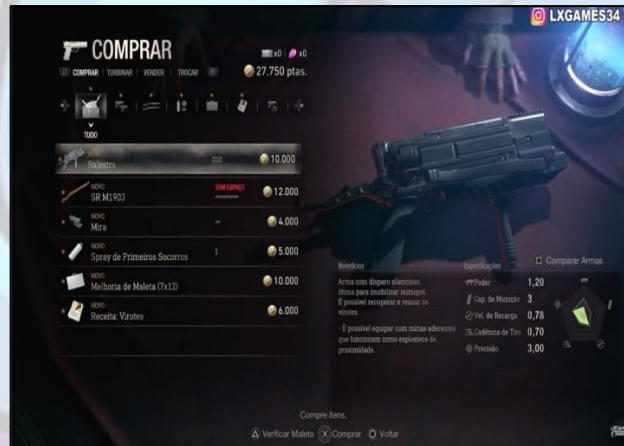 LXGAMES34
COMPRAR
x0 x0
COMPRAR TURBINAR VENDER TROCAR
27.750 ptas.
TUDO
NOVO
Balestra 10.000
NOVO SEM ESPAÇO
SR M1903 12.000
NOVO
Mira 4.000
NOVO
Spray de Primeiros Socorros 5.000
NOVO
Melhoria de Maleta (7x12) 10.000
NOVO
Receita: Virotes 6.000
Comparar Armas
Benefícios
Arma com disparo silencioso,
ótima para imobilizar inimigos.
É possível recuperar e reusar os
virotes.
- É possível equipar com minas aderentes
que funcionam como explosivos de
proximidade.
Especificações
Poder 1,20
Cap. de Munição 3
Vel. de Recarga 0,78
Cadência de Tiro 0,70
Precisão 3,00
Compre itens.
Verificar Maleta Comprar Voltar